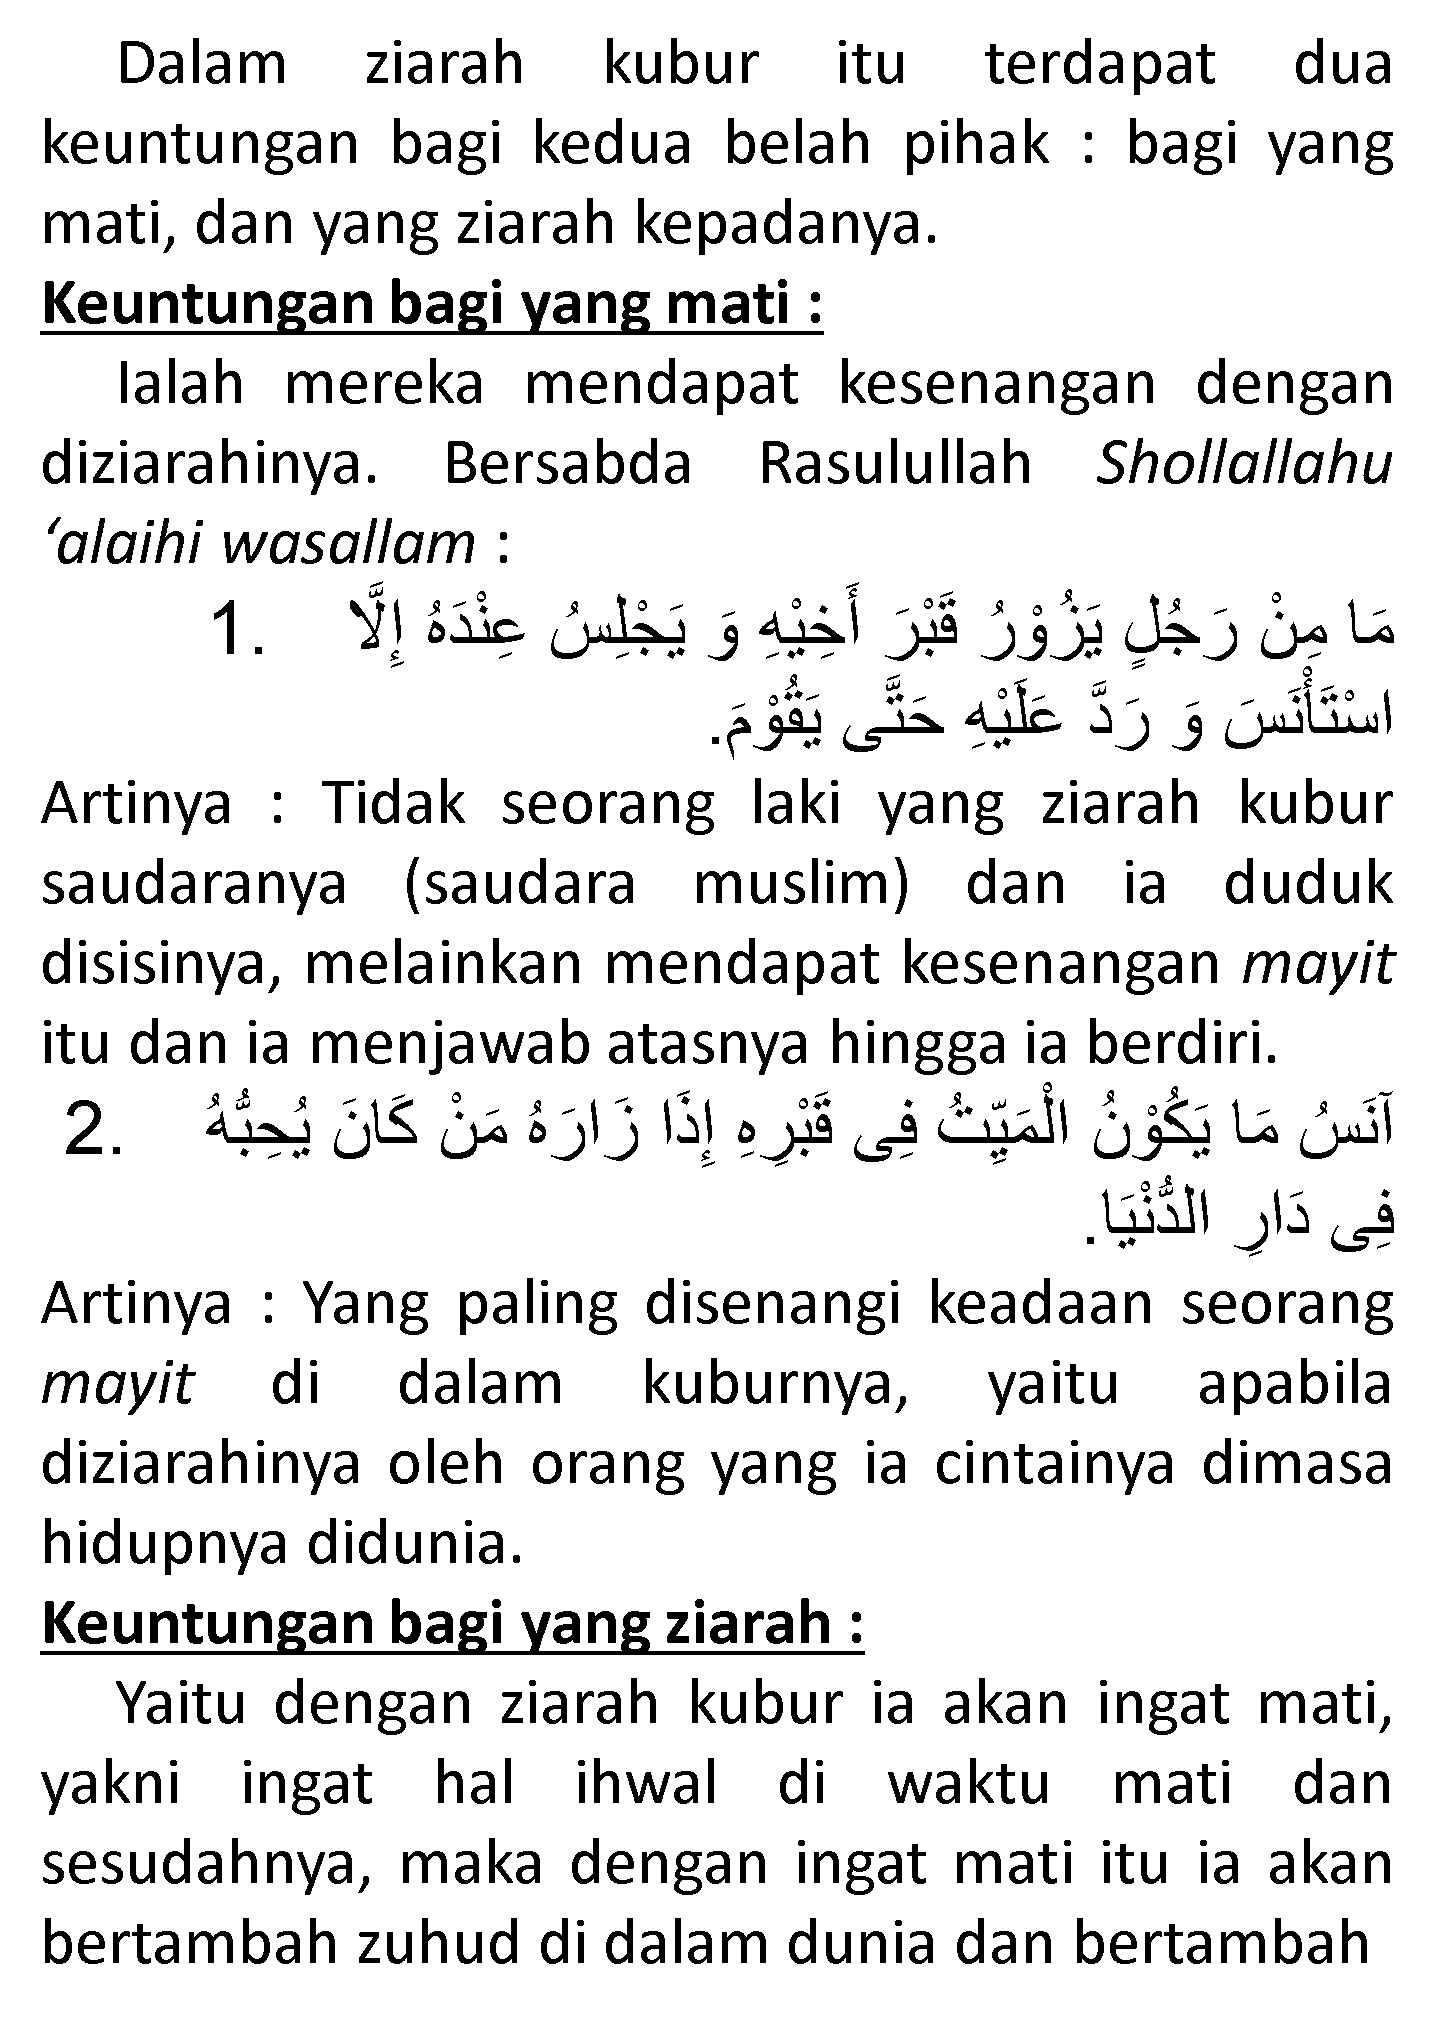 Dalam ziarah kubur itu terdapat dua
keuntungan bagi kedua belah pihak : bagi yang
mati, dan yang ziarah kepadanya.
Keuntungan bagi yang mati :
Ialah mereka mendapat kesenangan dengan
diziarahinya. Bersabda Rasulullah Shollallahu
‘alaihi wasallam :
1. مَا مِنْ رَجُلٍ يَزُوْرُ قَبْرَ أَخِيْهِ وَ يَجْلِسُ عِنْدَهُ إِلَّا
اسْتَأْنَسَ وَ رَدَّ عَلَيْهِ حَتَّى يَقُوْمَ.
Artinya : Tidak seorang laki yang ziarah kubur
saudaranya (saudara muslim) dan ia duduk
disisinya, melainkan mendapat kesenangan mayit
itu dan ia menjawab atasnya hingga ia berdiri.
2. آنَسُ مَا يَكُوْنُ الْمَيِّتُ فِى قَبْرِهِ إِذَا زَارَهُ مَنْ كَانَ يُحِبُّهُ
فِى دَارِ الدُّنْيَا.
Artinya : Yang paling disenangi keadaan seorang
mayit di dalam kuburnya, yaitu apabila
diziarahinya oleh orang yang ia cintainya dimasa
hidupnya didunia.
Keuntungan bagi yang ziarah :
Yaitu dengan ziarah kubur ia akan ingat mati,
yakni ingat hal ihwal di waktu mati dan
sesudahnya, maka dengan ingat mati itu ia akan
bertambah zuhud di dalam dunia dan bertambah